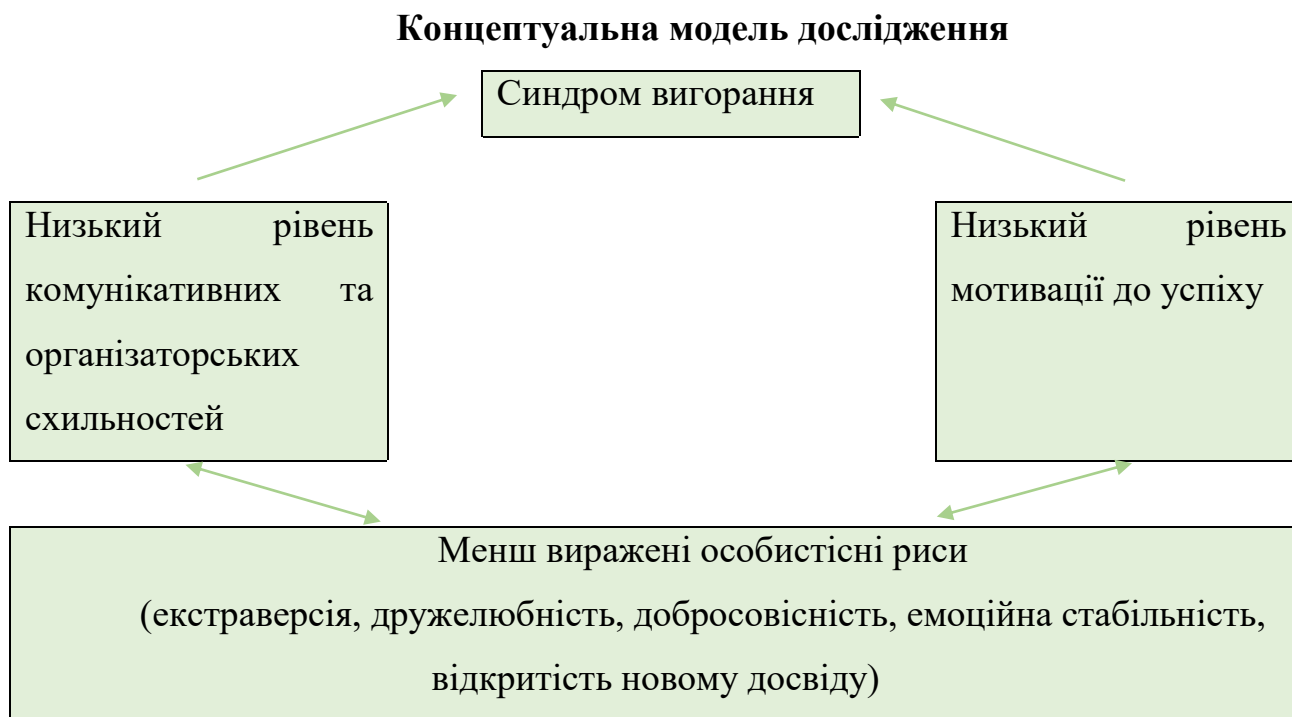 Концептуальна модель дослідження
Синдром вигорання
Низький рівень
комунікативних та
організаторських
схильностей
Низький рівень
мотивації до успіху
Менш виражені особистісні риси
(екстраверсія, дружелюбність, добросовісність, емоційна стабільність,
відкритість новому досвіду)